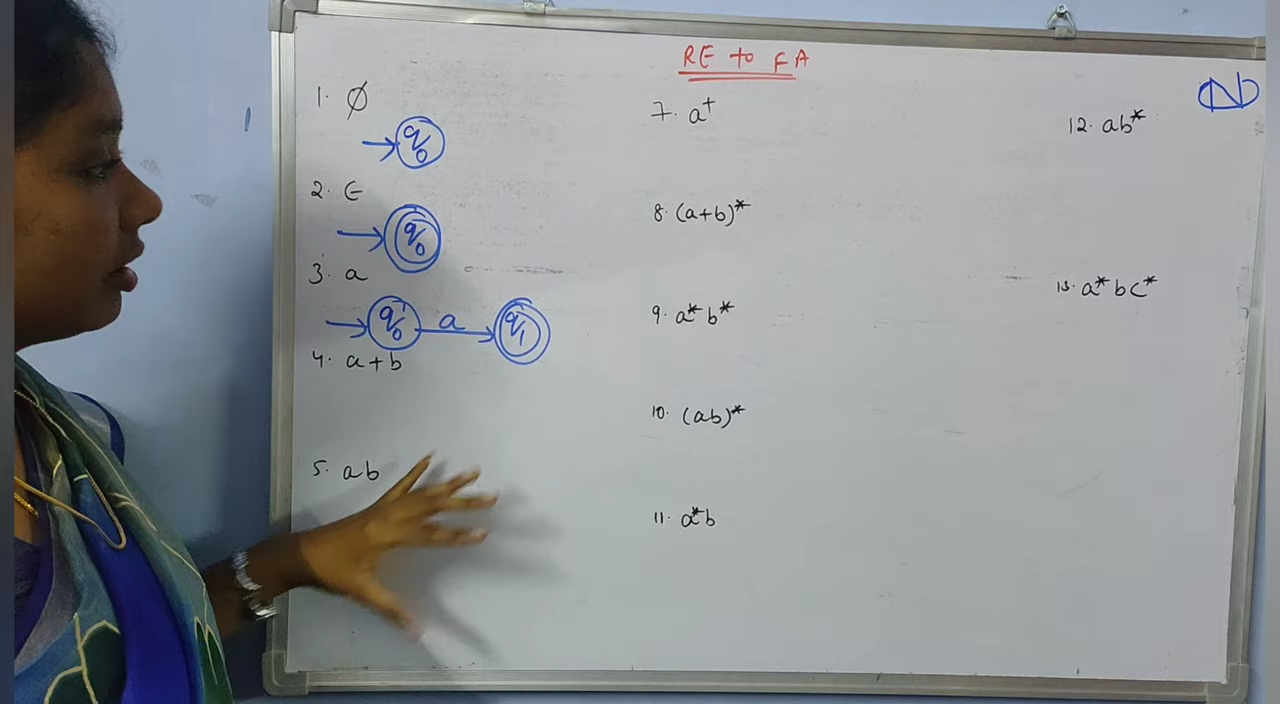 RE to FA
1. ∅
q0
2. ∈
q0
3. a
q0 a q1
4. a+b
5. ab
7. a⁺
8. (a+b)*
9. a*b*
10. (ab)*
11. a*b
12. ab*
13. a*bc*